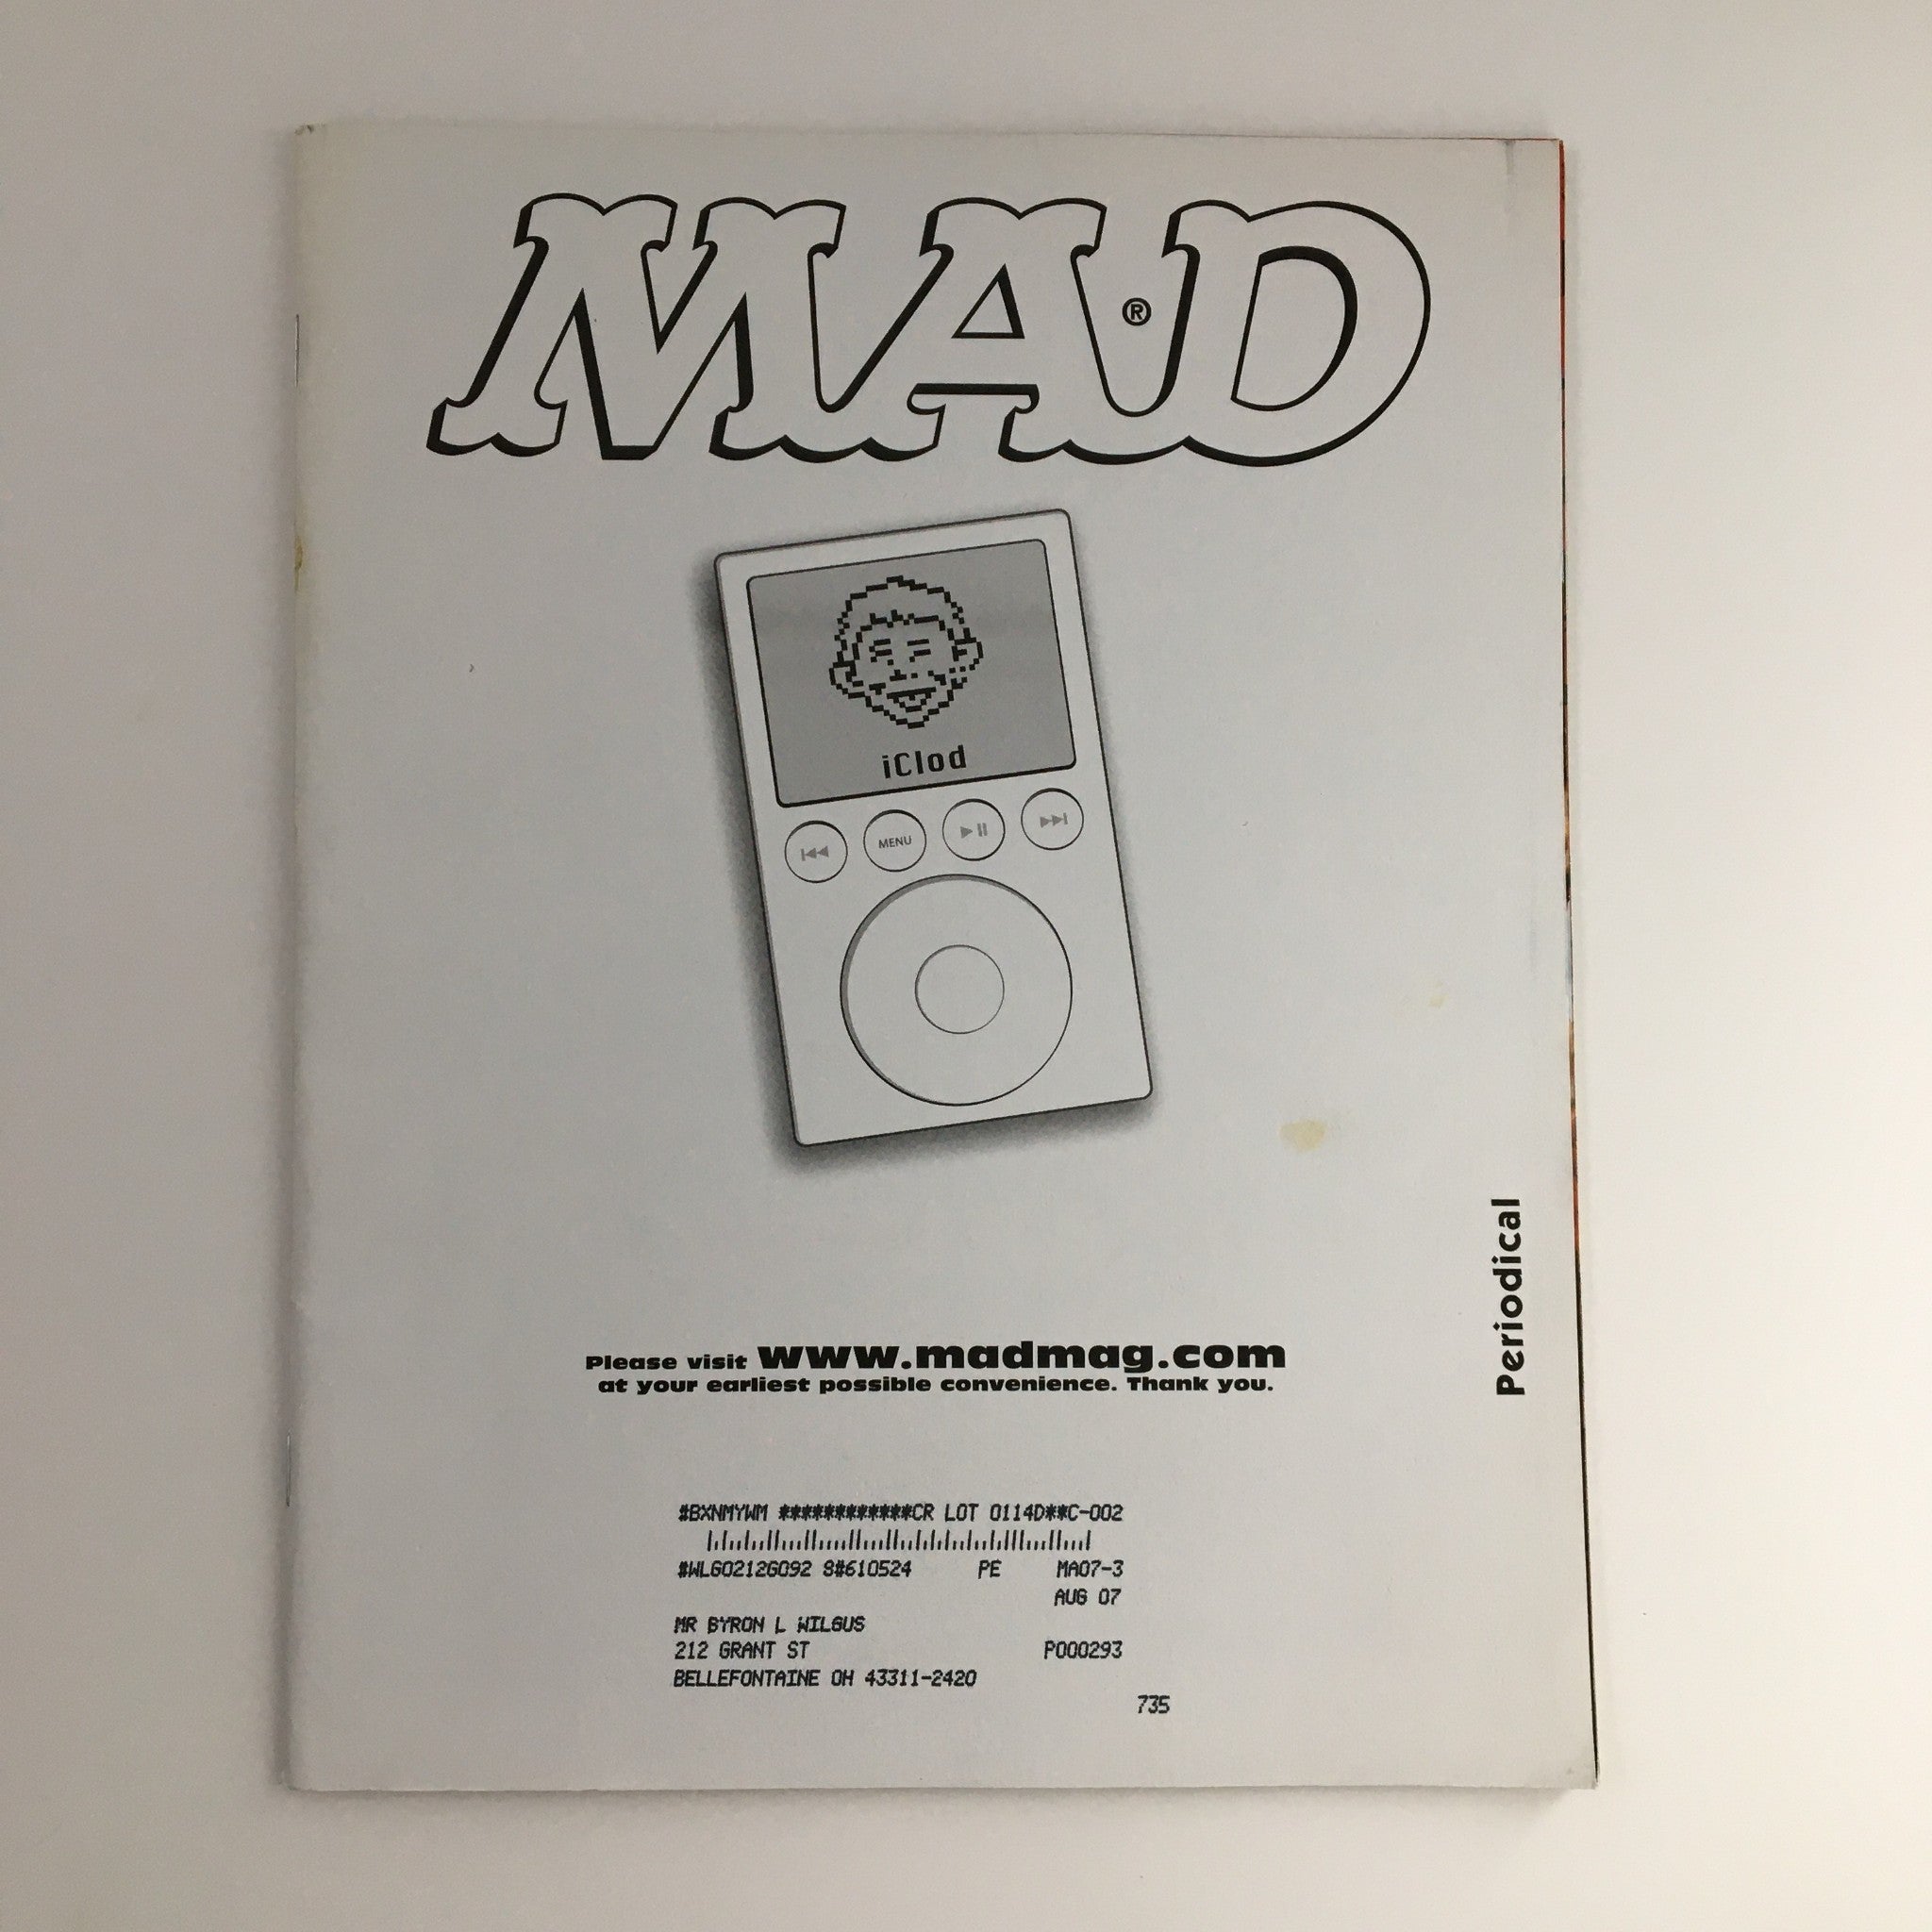 MAD®
iClod
MENU
Periodical
Please visit www.madmag.com
at your earliest possible convenience. Thank you.
#BXNMYWM ************CR LOT 0114D**C-002
#WLG0212G092 8#610524 PE MA07-3
AUG 07
MR BYRON L WILGUS
212 GRANT ST P000293
BELLEFONTAINE OH 43311-2420
735